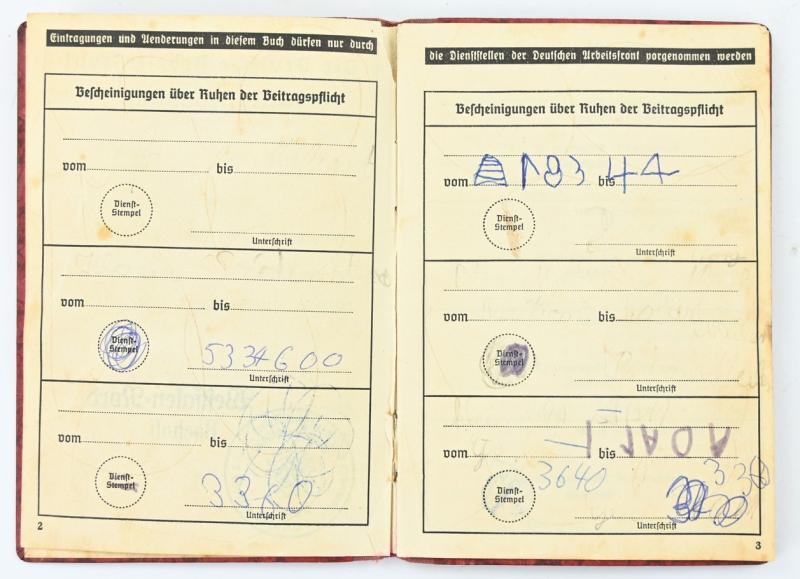 Eintragungen und Aenderungen in diesem Buch dürfen nur durch
Bescheinigungen über Ruhen der Beitragspflicht
vom bis
Dienst-
Stempel
Unterschrift
vom bis
Dienst-
Stempel
5334600
Unterschrift
vom bis
Dienst-
Stempel
3360
Unterschrift
2
die Dienststellen der Deutschen Arbeitsfront vorgenommen werden
Bescheinigungen über Ruhen der Beitragspflicht
vom bis
Dienst-
Stempel
Unterschrift
vom bis
Dienst-
Stempel
Unterschrift
vom bis
3640
Dienst-
Stempel
Unterschrift
3